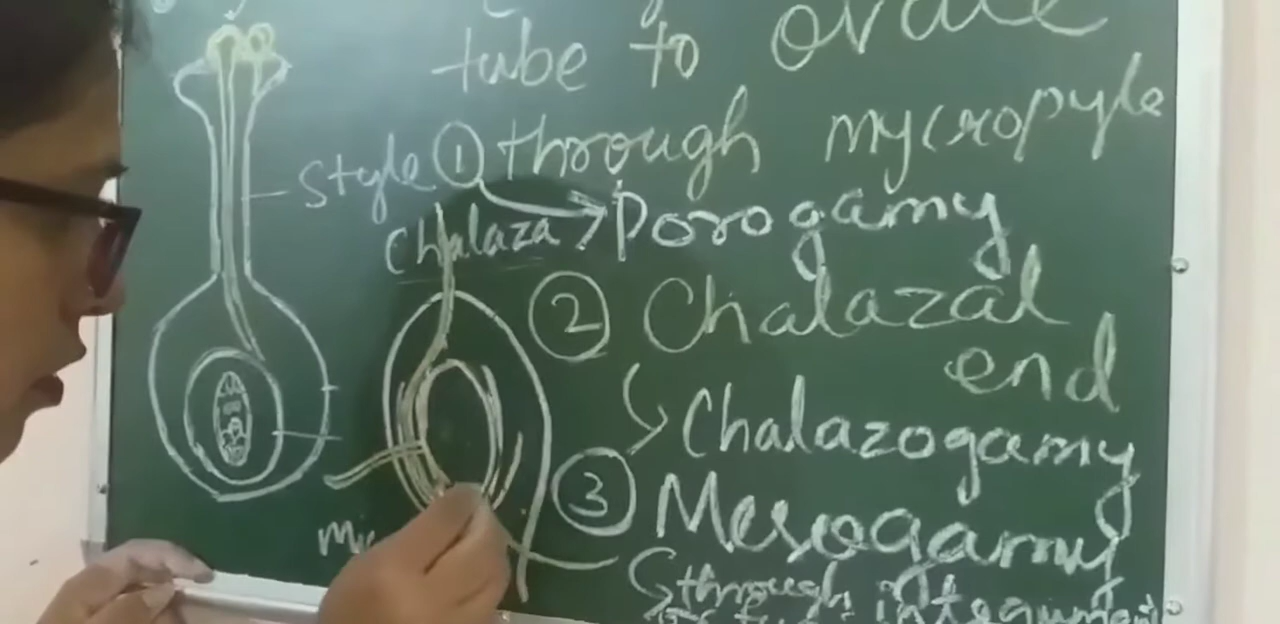 tube to ovule
Style ① through mycropyle
Chalaza → Porogamy
② Chalazal
end
Chalazogamy
③ Mesogamy
through integument